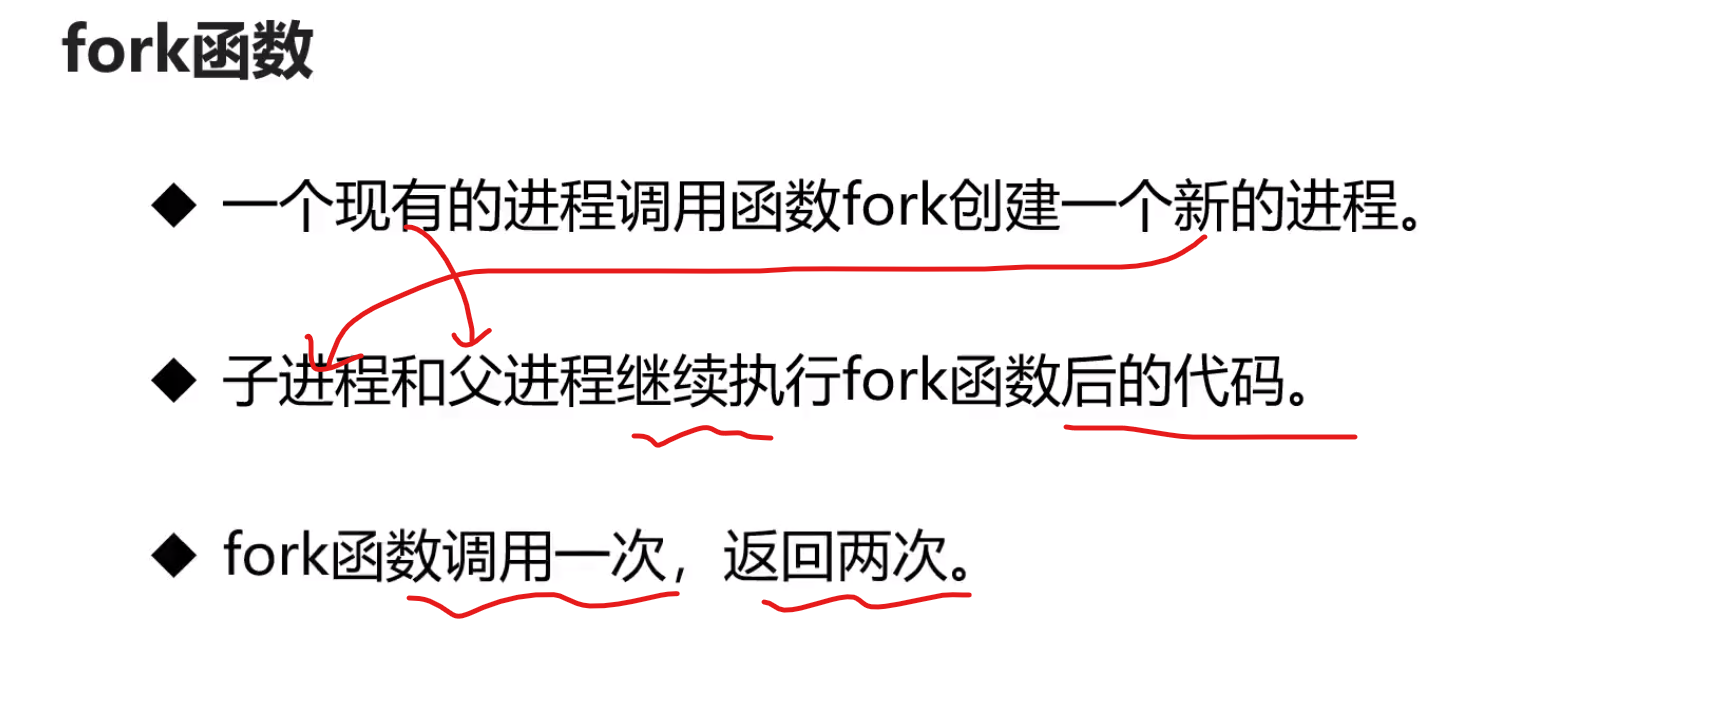 fork函数
一个现有的进程调用函数fork创建一个新的进程。
子进程和父进程继续执行fork函数后的代码。
fork函数调用一次，返回两次。